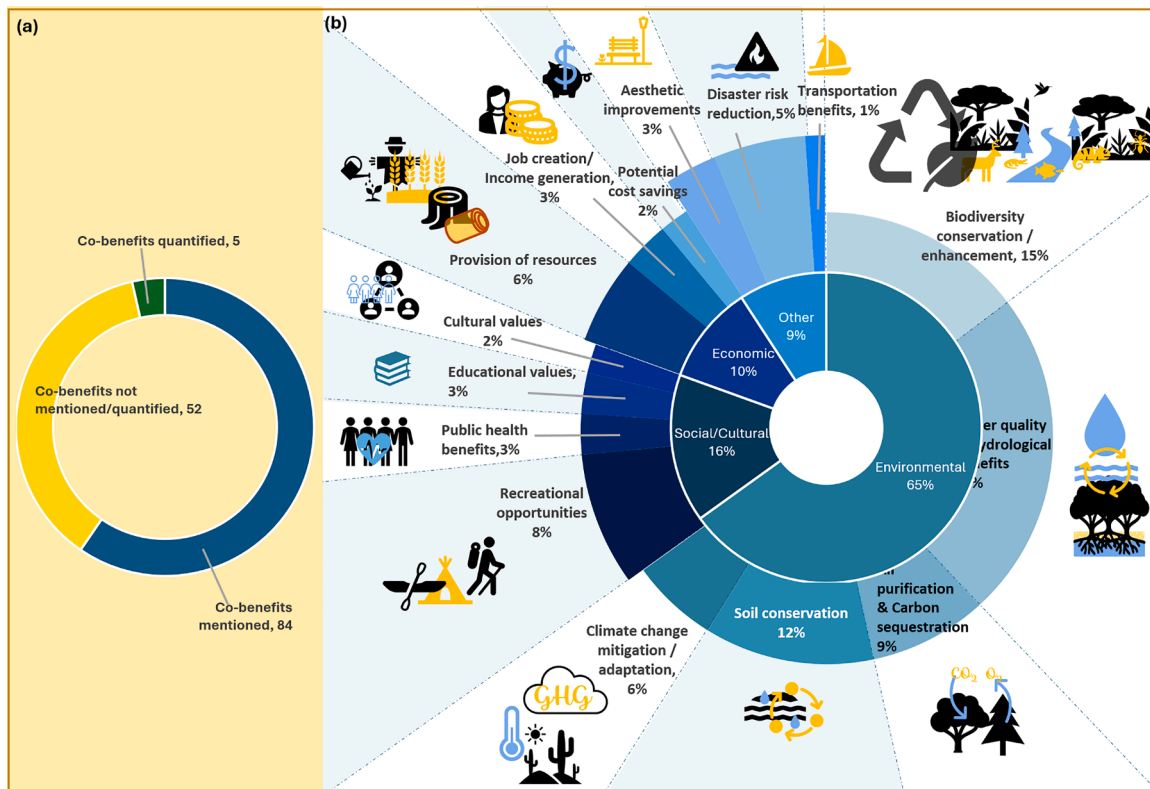 (a)
Co-benefits quantified, 5
Co-benefits not
mentioned/quantified, 52
Co-benefits
mentioned, 84
(b)
Aesthetic
improvements
3%
Disaster risk
reduction,5%
Transportation
benefits, 1%
Job creation/
Income generation,
3%
Potential
cost savings
2%
Biodiversity
conservation /
enhancement, 15%
Provision of resources
6%
Cultural values
2%
Educational values,
3%
Public health
benefits,3%
Recreational
opportunities
8%
Other
9%
Economic
10%
Social/Cultural
16%
Environmental
65%
quality
purification
& Carbon
sequestration
9%
Soil conservation
12%
Climate change
mitigation /
adaptation,
6%
GHG
CO₂